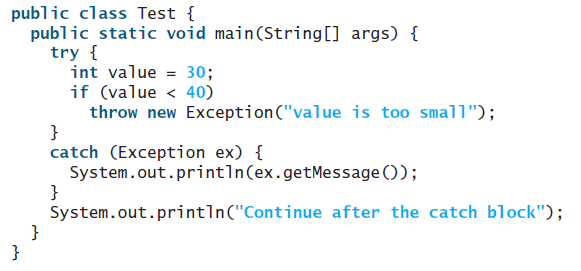 public class Test {
  public static void main(String[] args) {
    try {
      int value = 30;
      if (value < 40)
        throw new Exception("value is too small");
    }
    catch (Exception ex) {
      System.out.println(ex.getMessage());
    }
    System.out.println("Continue after the catch block");
  }
}